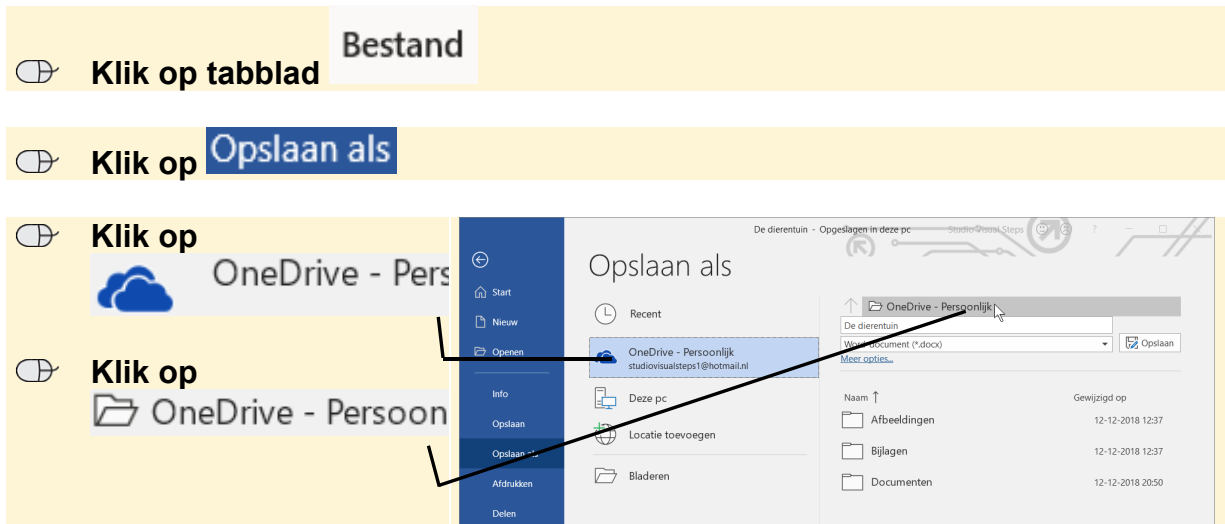 Klik op tabblad Bestand
Klik op Opslaan als
Klik op
OneDrive - Pers
Klik op
OneDrive - Persoon
De dierentuin - Opgeslagen in deze pc Studio Visual Steps ?
Opslaan als
Start
Nieuw
Openen
Info
Opslaan
Opslaan als
Afdrukken
Delen
Recent
OneDrive - Persoonlijk
studiovisualsteps1@hotmail.nl
Deze pc
Locatie toevoegen
Bladeren
OneDrive - Persoonlijk
De dierentuin
Word-document (*.docx)
Opslaan
Meer opties...
Naam ↑ Gewijzigd op
Afbeeldingen 12-12-2018 12:37
Bijlagen 12-12-2018 12:37
Documenten 12-12-2018 20:50